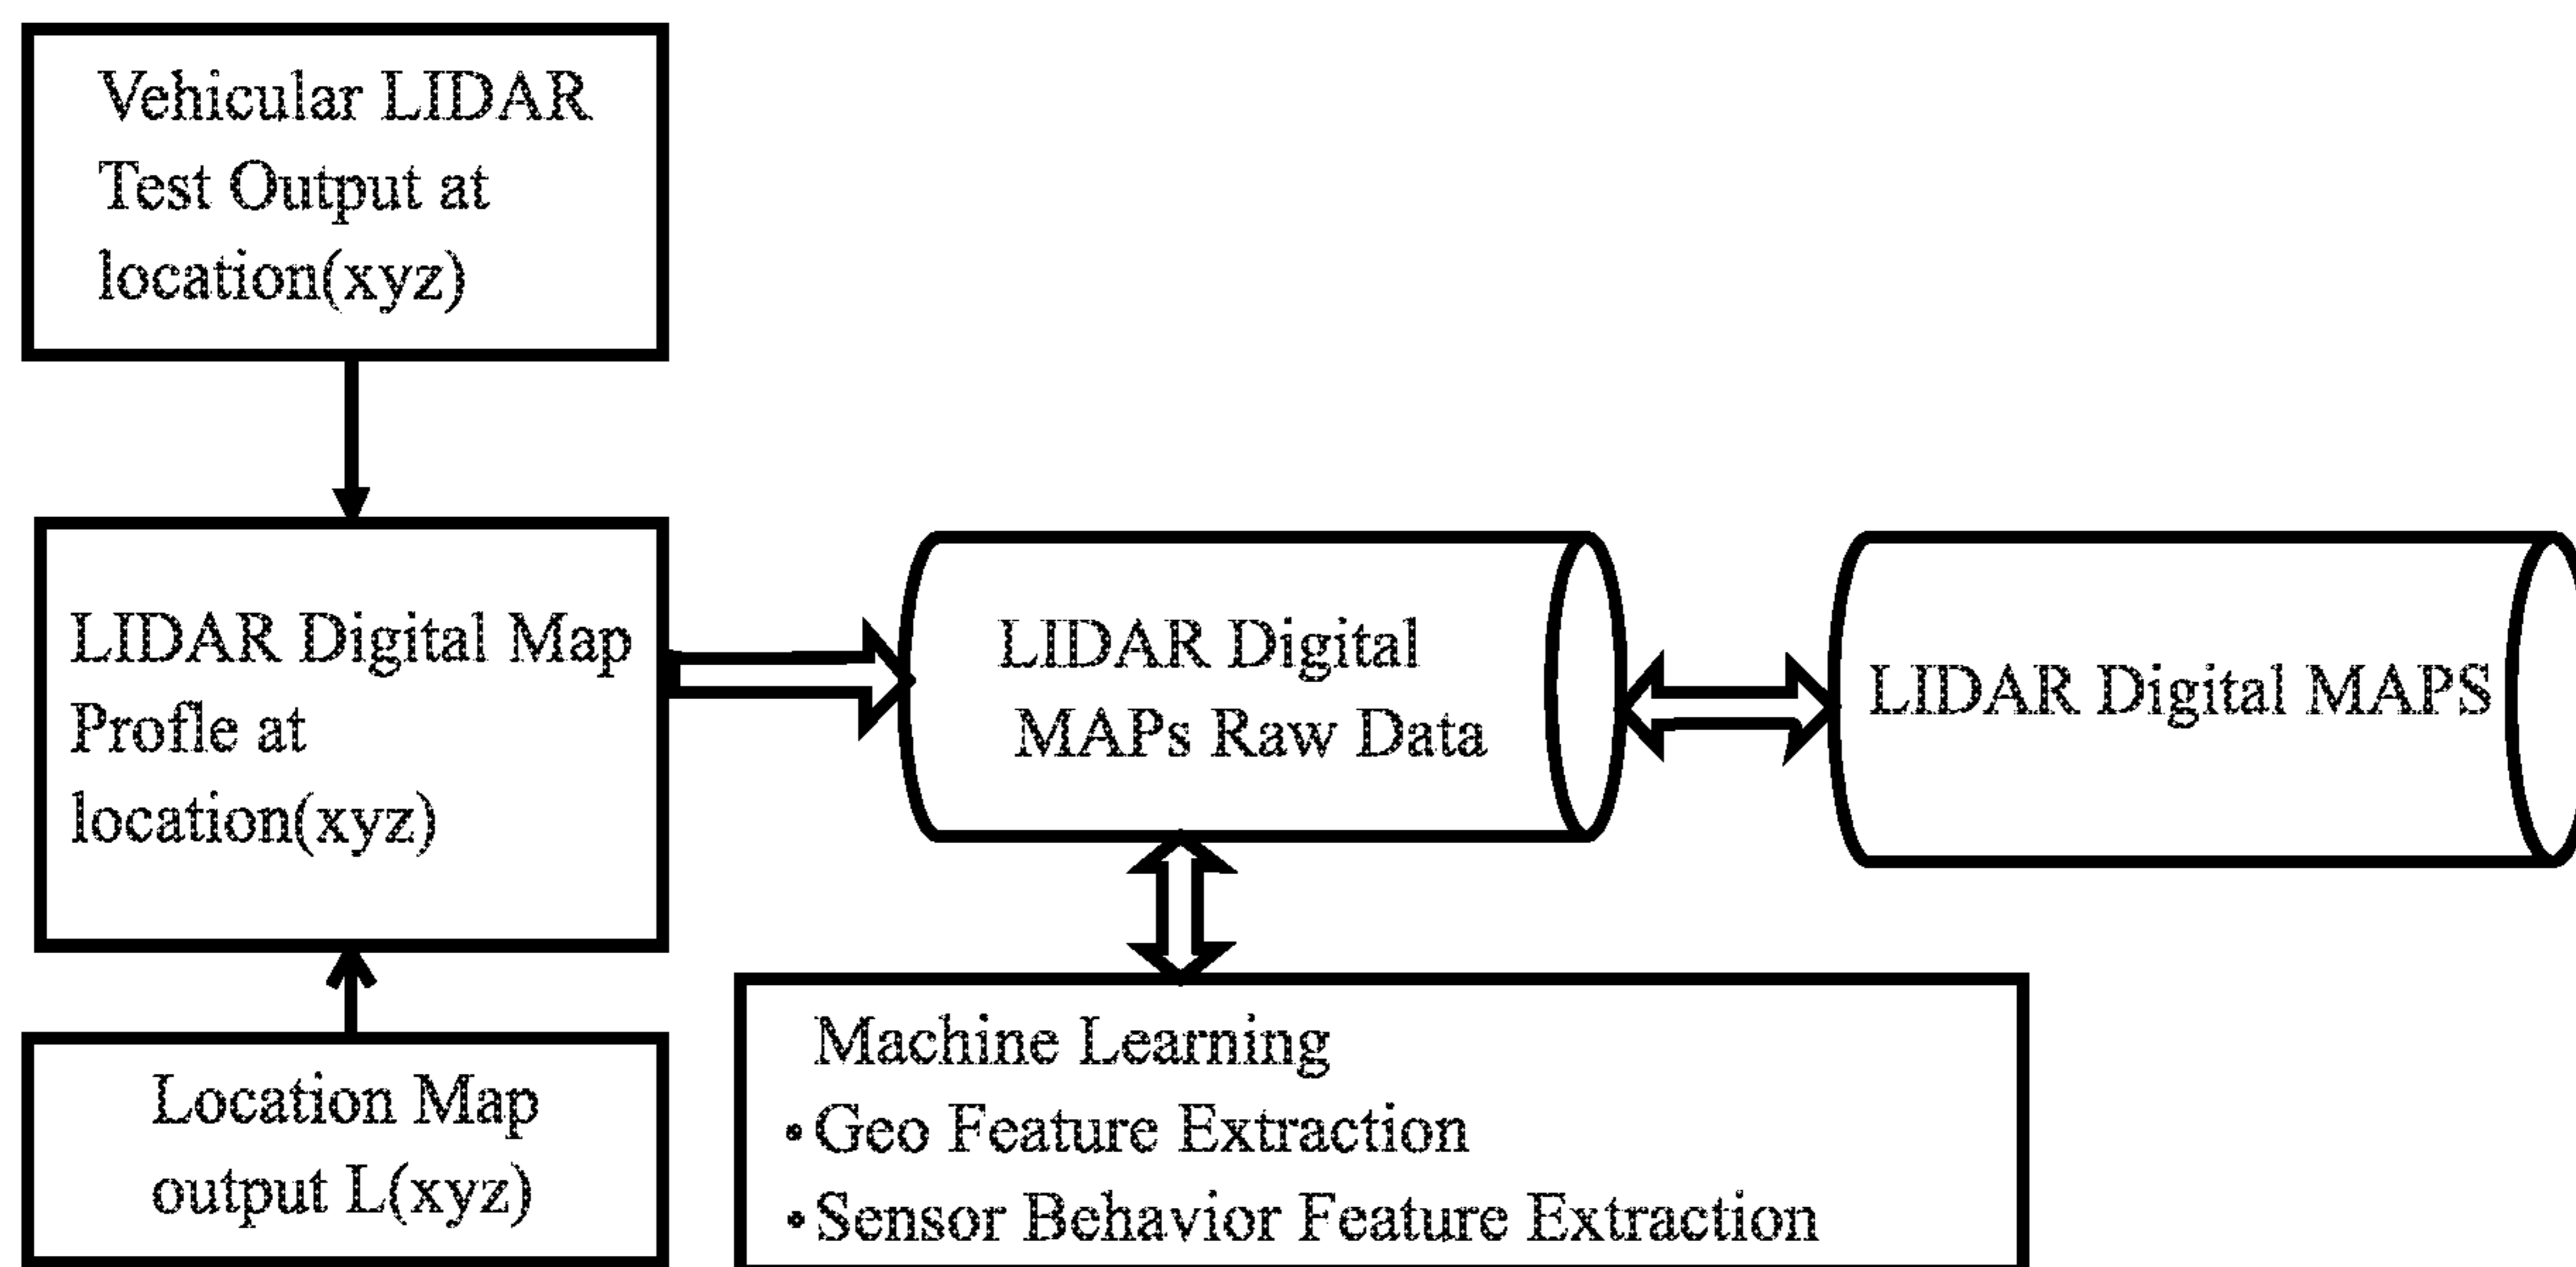 Vehicular LIDAR
Test Output at
location(xyz)
LIDAR Digital Map
Profle at
location(xyz)
Location Map
output L(xyz)
LIDAR Digital
MAPs Raw Data
LIDAR Digital MAPS
Machine Learning
• Geo Feature Extraction
• Sensor Behavior Feature Extraction